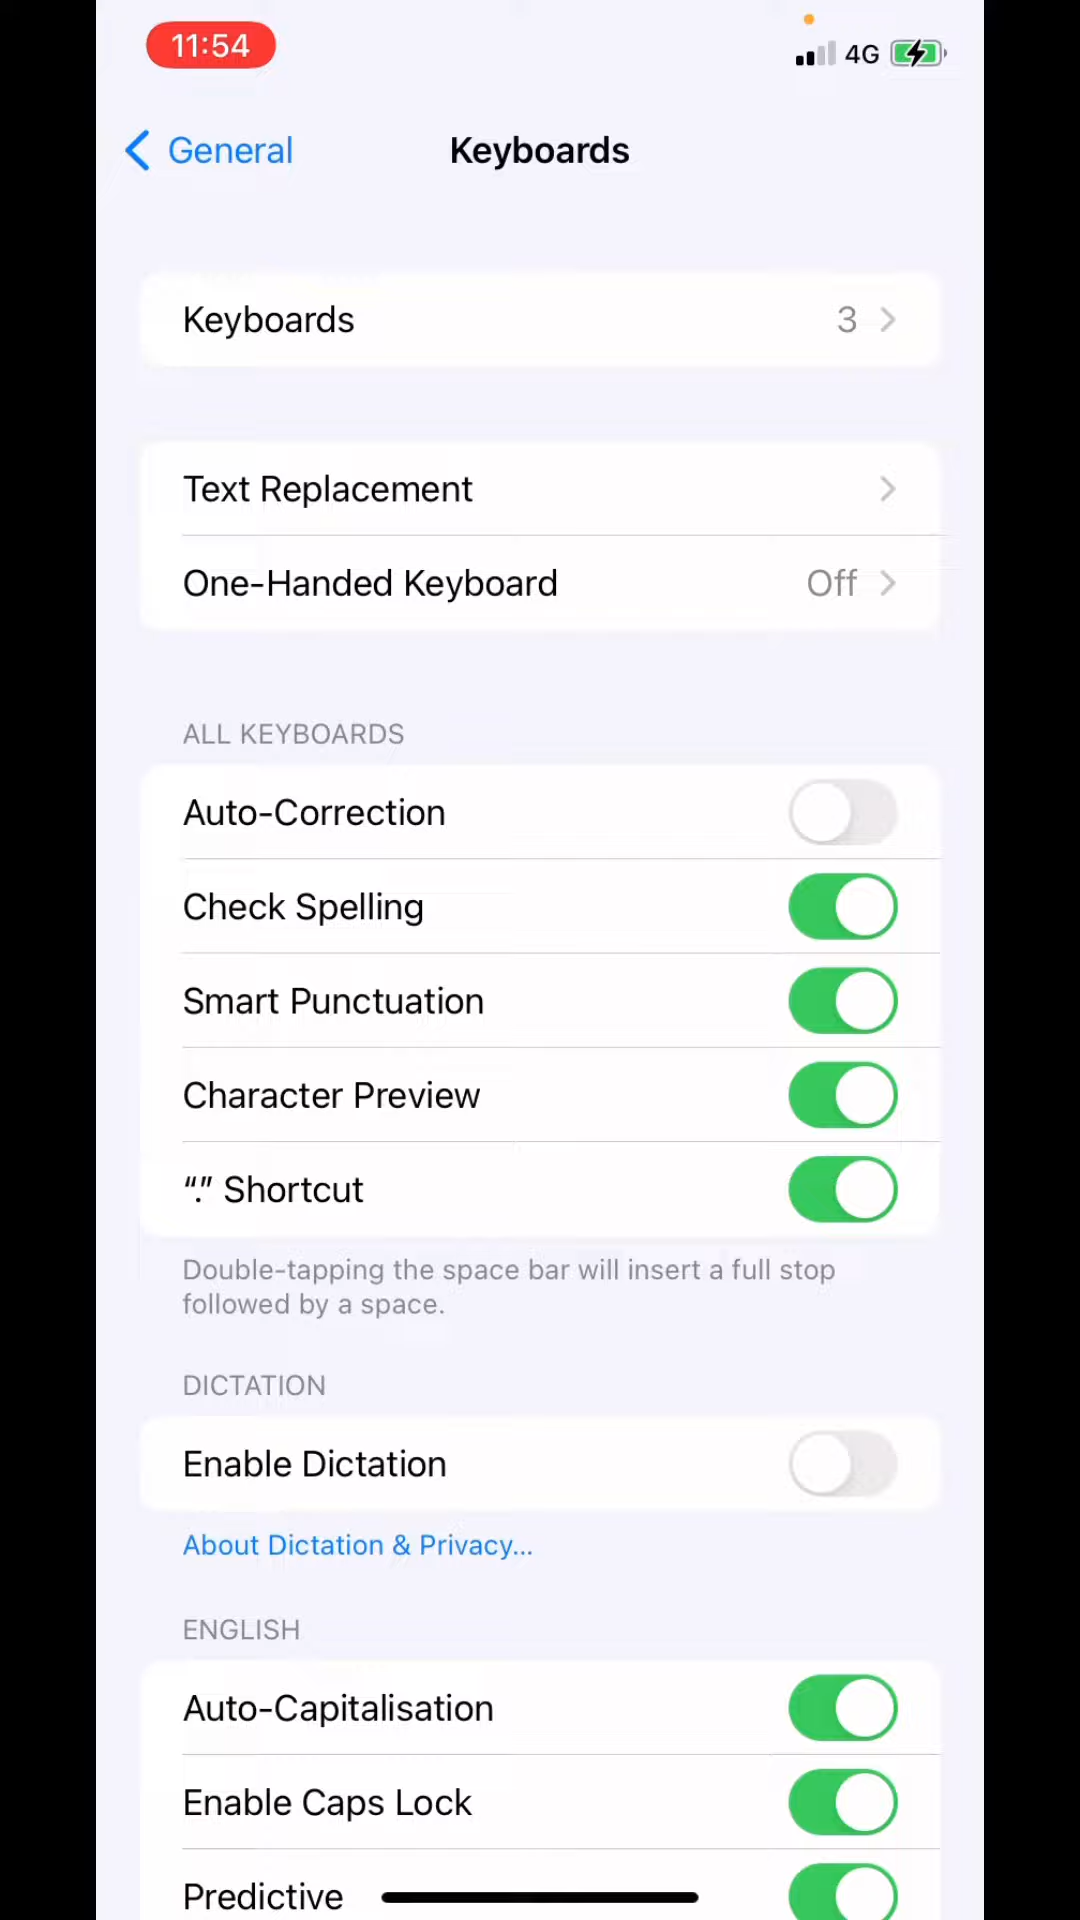 11:54
4G
General
Keyboards
Keyboards 3
Text Replacement
One-Handed Keyboard Off
ALL KEYBOARDS
Auto-Correction
Check Spelling
Smart Punctuation
Character Preview
“.” Shortcut
Double-tapping the space bar will insert a full stop
followed by a space.
DICTATION
Enable Dictation
About Dictation & Privacy...
ENGLISH
Auto-Capitalisation
Enable Caps Lock
Predictive